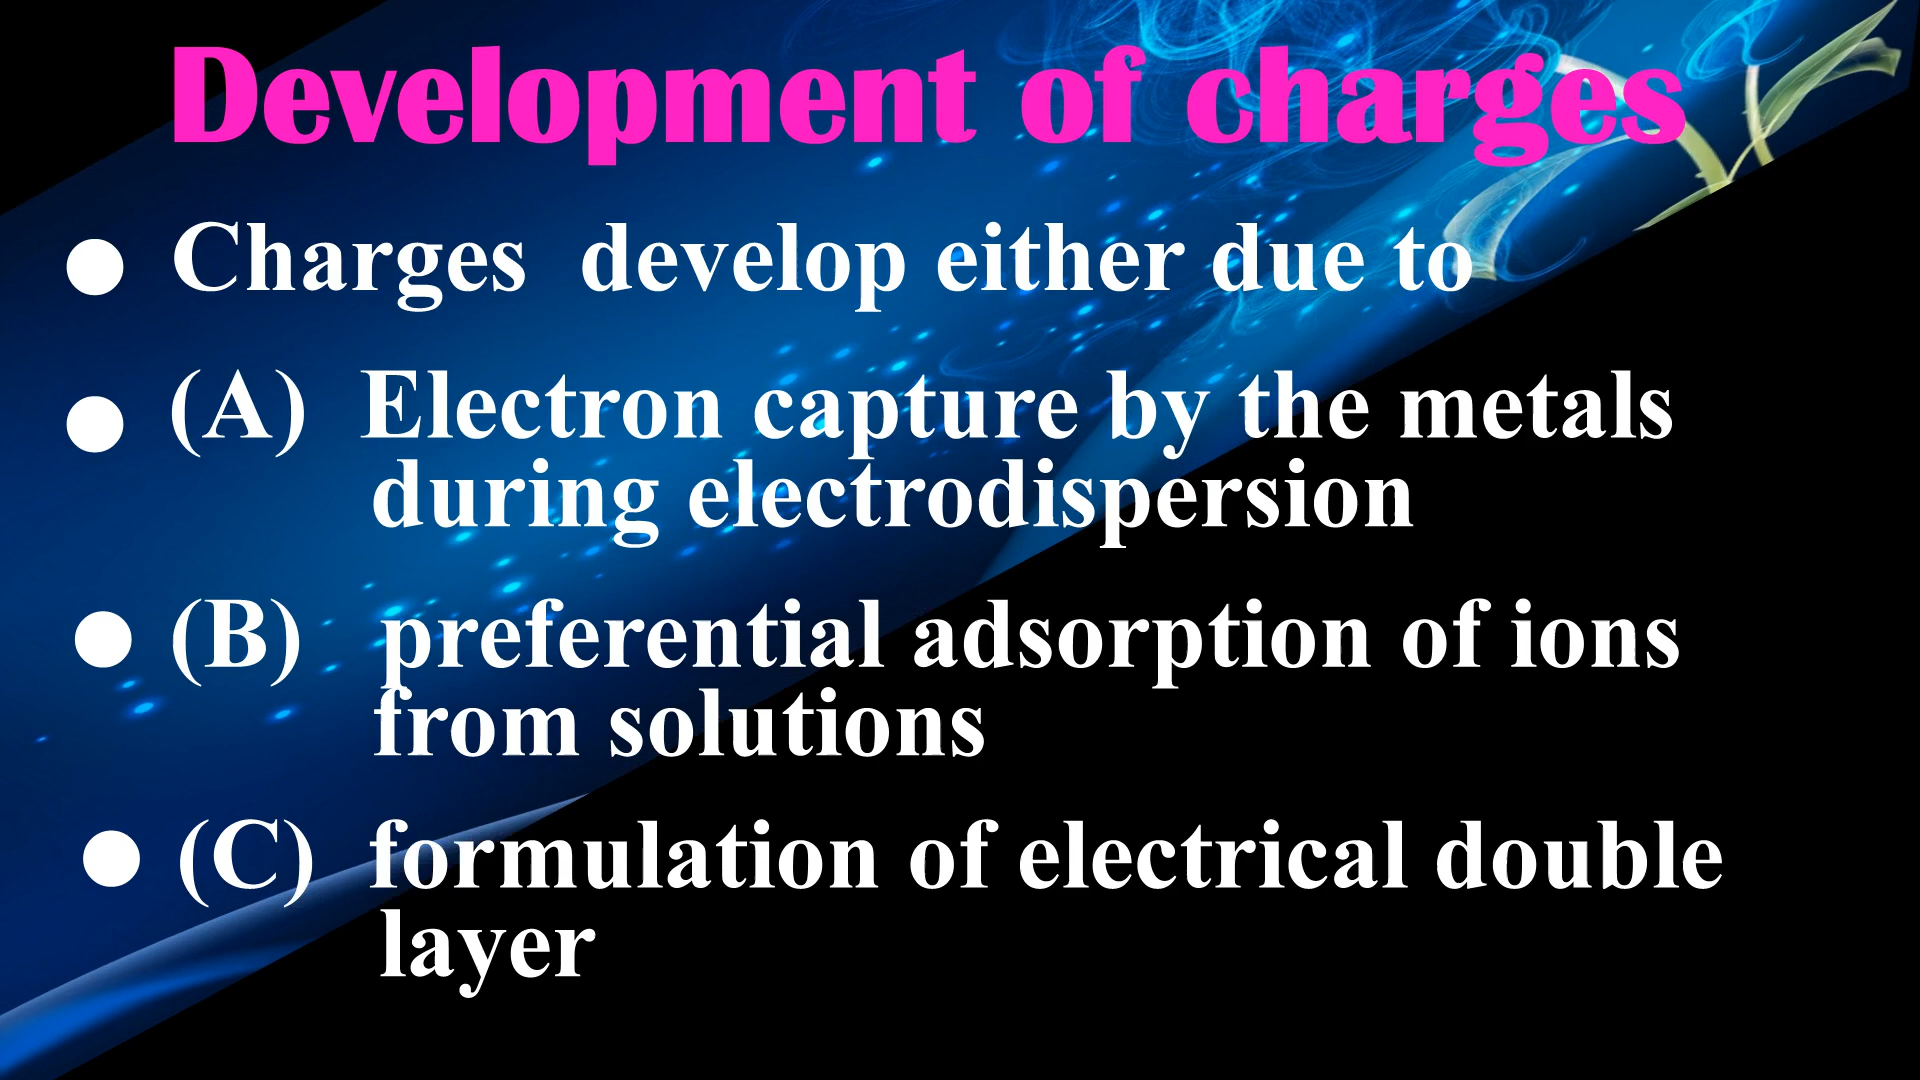 Development of charges
● Charges develop either due to
● (A) Electron capture by the metals
during electrodispersion
● (B) preferential adsorption of ions
from solutions
● (C) formulation of electrical double
layer